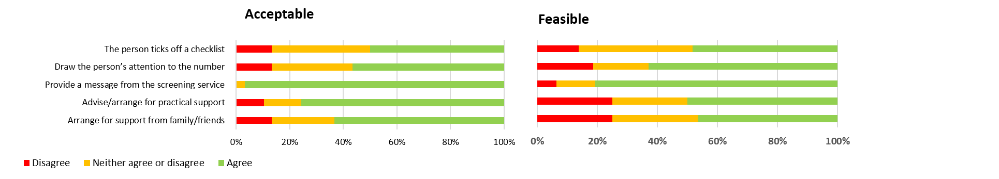 Acceptable
Feasible
The person ticks off a checklist
Draw the person’s attention to the number
Provide a message from the screening service
Advise/arrange for practical support
Arrange for support from family/friends
0% 20% 40% 60% 80% 100%
0% 20% 40% 60% 80% 100%
Disagree Neither agree or disagree Agree